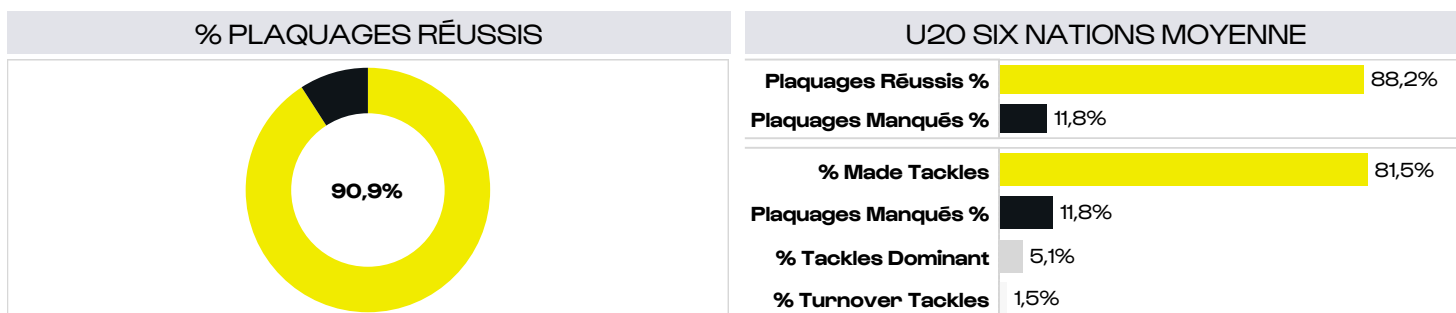 % PLAQUAGES RÉUSSIS
90,9%
U20 SIX NATIONS MOYENNE
Plaquages Réussis % 88,2%
Plaquages Manqués % 11,8%
% Made Tackles 81,5%
Plaquages Manqués % 11,8%
% Tackles Dominant 5,1%
% Turnover Tackles 1,5%